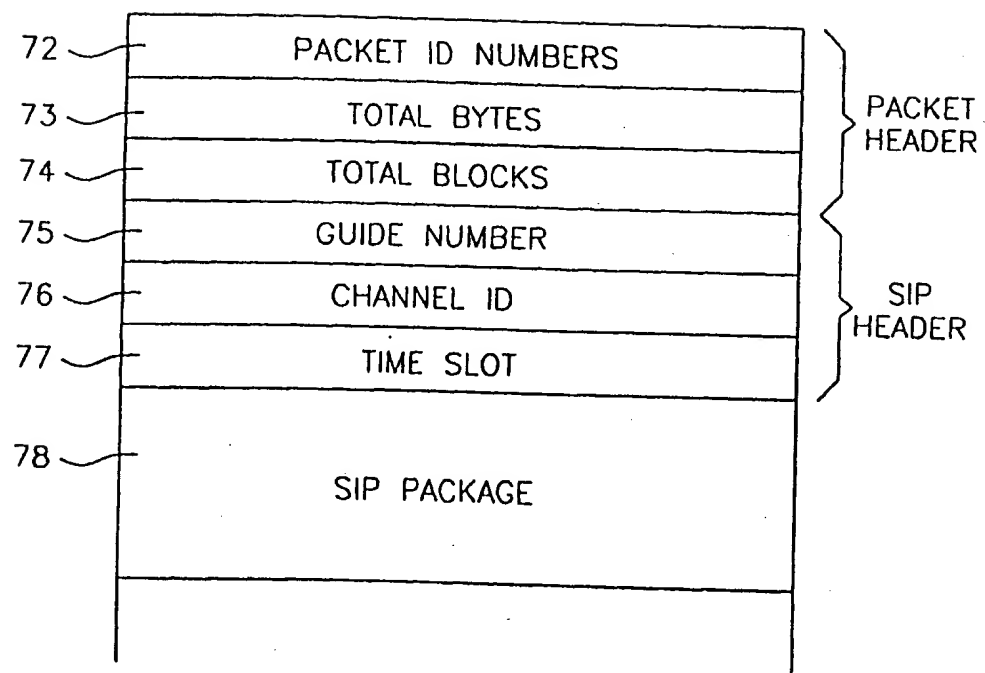 72 PACKET ID NUMBERS
73 TOTAL BYTES
74 TOTAL BLOCKS
PACKET
HEADER
75 GUIDE NUMBER
76 CHANNEL ID
77 TIME SLOT
SIP
HEADER
78 SIP PACKAGE